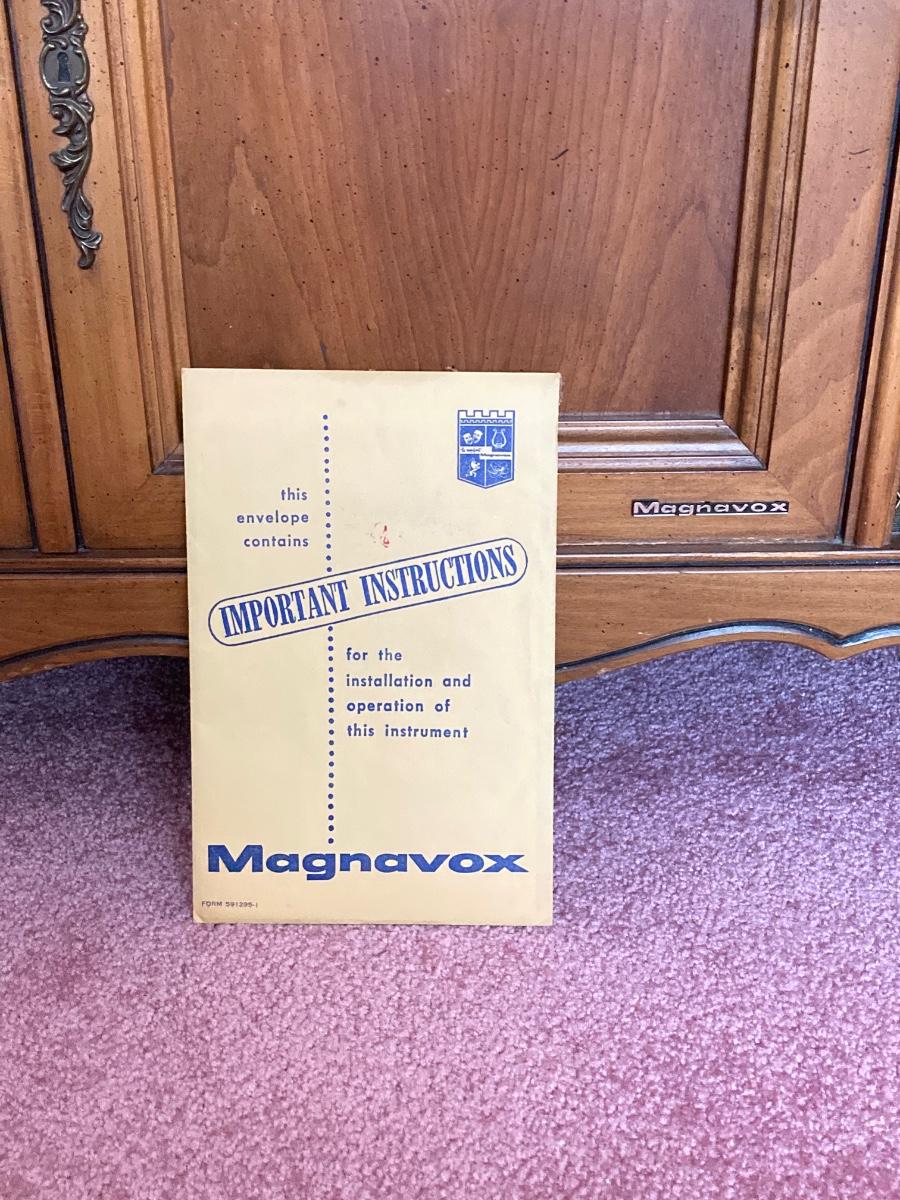 this
envelope
contains
IMPORTANT INSTRUCTIONS
for the
installation and
operation of
this instrument
Magnavox
FORM 591295-1
Magnavox